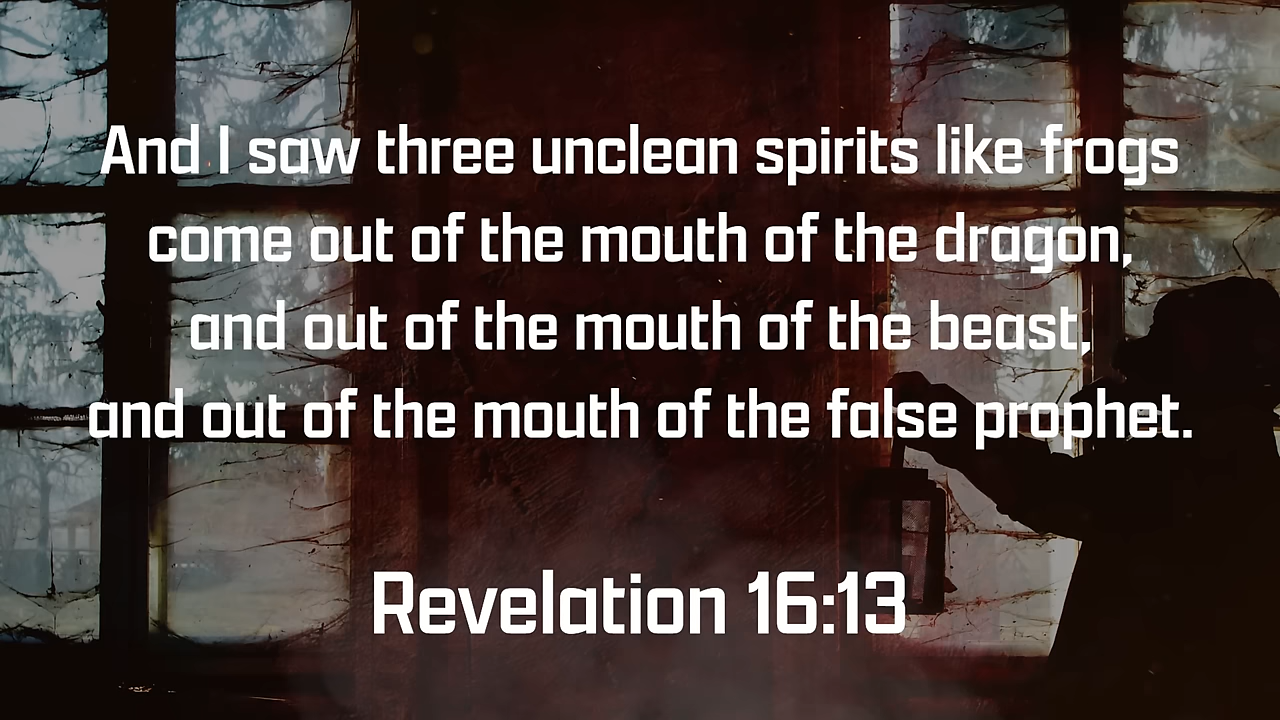 And I saw three unclean spirits like frogs
come out of the mouth of the dragon,
and out of the mouth of the beast,
and out of the mouth of the false prophet.
Revelation 16:13